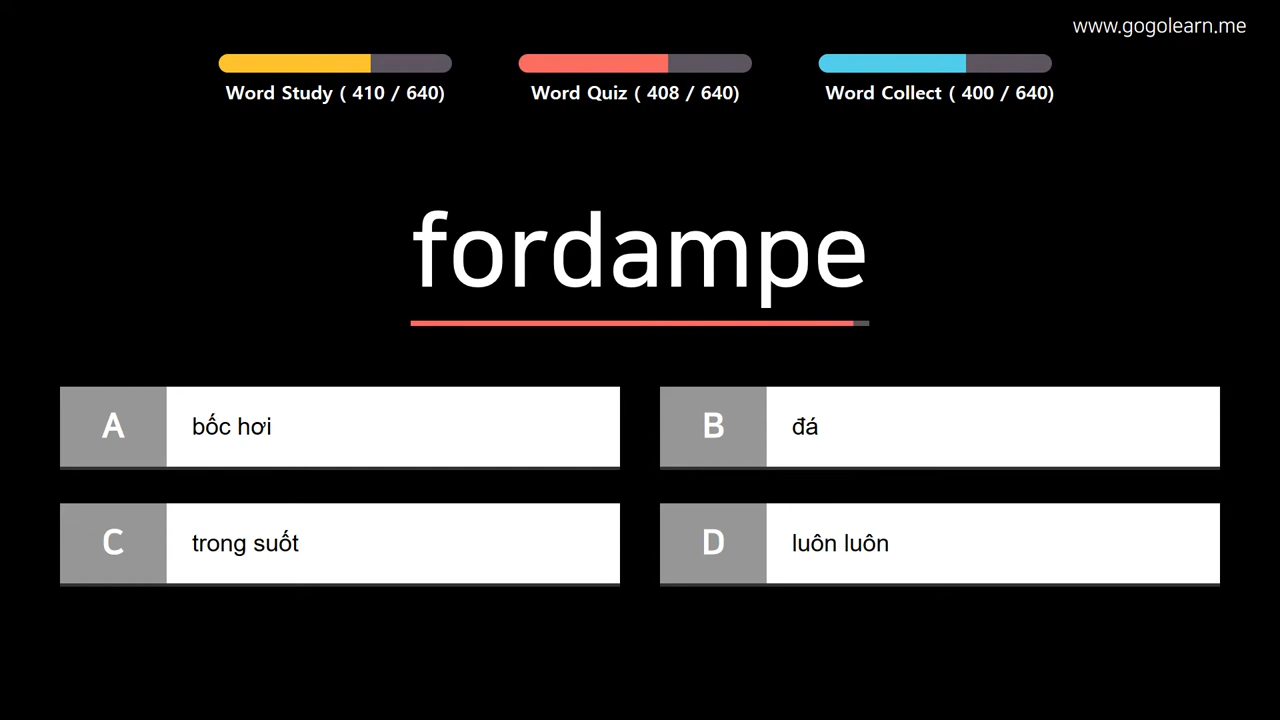 www.gogolearn.me
Word Study ( 410 / 640)
Word Quiz ( 408 / 640)
Word Collect ( 400 / 640)
fordampe
A bốc hơi
B đá
C trong suốt
D luôn luôn